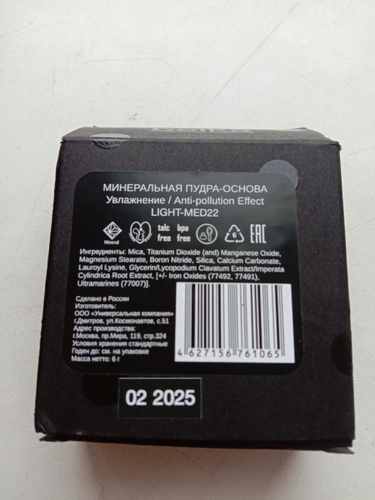 МИНЕРАЛЬНАЯ ПУДРА-ОСНОВА
Увлажнение / Anti-pollution Effect
LIGHT-MED22
Mineral
talc free
bpa free
EAC
Ингредиенты: Mica, Titanium Dioxide (and) Manganese Oxide,
Magnesium Stearate, Boron Nitride, Silica, Calcium Carbonate,
Lauroyl Lysine, Glycerin/Lycopodium Clavatum Extract/Imperata
Cylindrica Root Extract, [+/- Iron Oxides (77492, 77491),
Ultramarines (77007)].
Сделано в России
Изготовитель:
ООО «Универсальная компания»
г.Дмитров, ул.Космонавтов, с.51
Адрес производства:
г.Москва, пр.Мира, 119, стр.324
Условия хранения стандартные
Годен до: см. на упаковке
Масса нетто: 6 г
4 627156 761065
02 2025